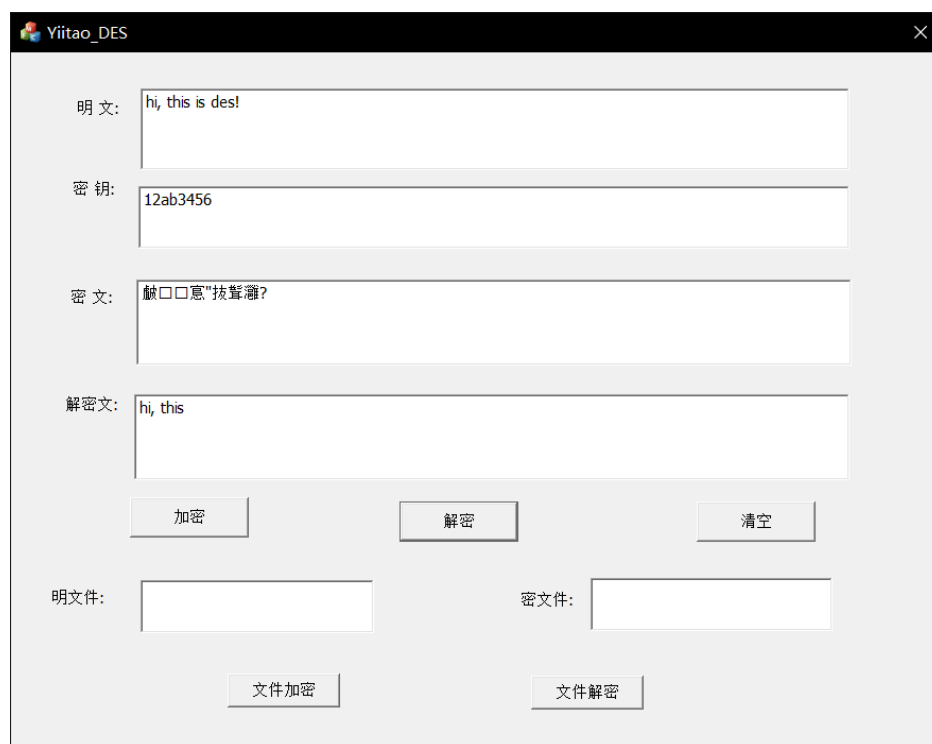 Yiitao_DES
明 文:
hi, this is des!
密 钥:
12ab3456
密 文:
解密文:
hi, this
加密 解密 清空
明文件: 密文件:
文件加密 文件解密